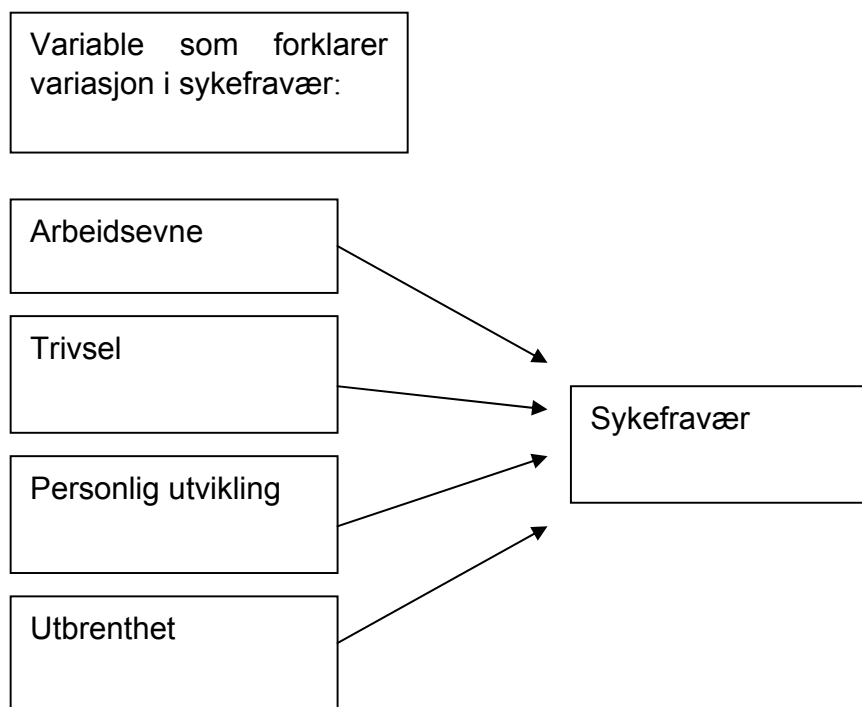 Variable som forklarer
variasjon i sykefravær:
Arbeidsevne
Trivsel
Sykefravær
Personlig utvikling
Utbrenthet